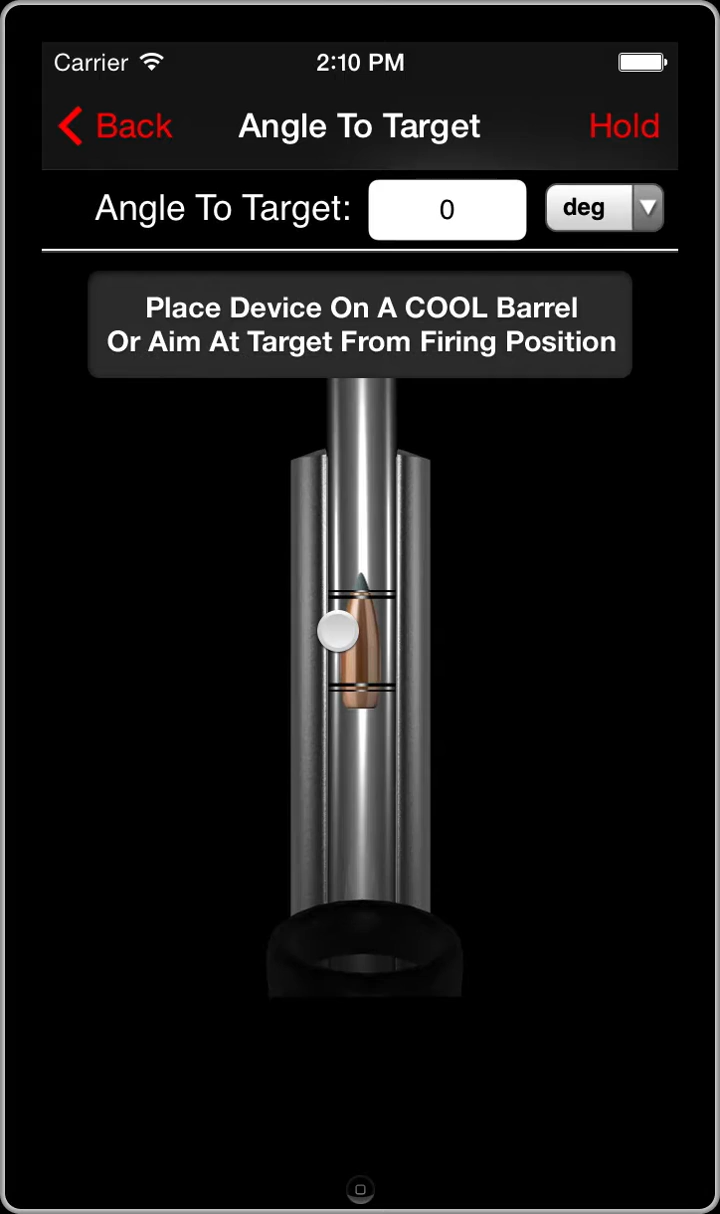 Carrier 2:10 PM
Back Angle To Target Hold
Angle To Target: 0 deg
Place Device On A COOL Barrel
Or Aim At Target From Firing Position